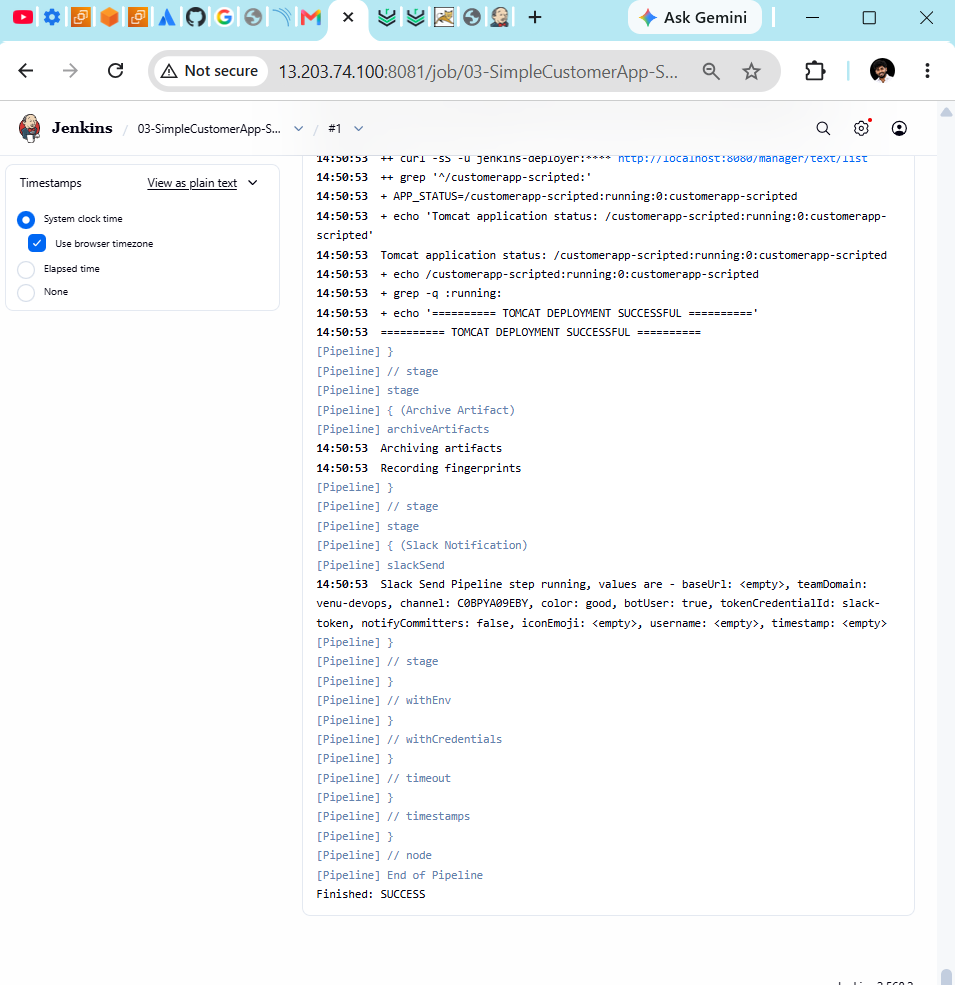 Ask Gemini
Not secure
13.203.74.100:8081/job/03-SimpleCustomerApp-S...
Jenkins / 03-SimpleCustomerApp-S... / #1
Timestamps
View as plain text
System clock time
Use browser timezone
Elapsed time
None
14:50:53 ++ curl -sS -u jenkins-deployer:**** http://localhost:8080/manager/text/list
14:50:53 ++ grep '^/customerapp-scripted:'
14:50:53 + APP_STATUS=/customerapp-scripted:running:0:customerapp-scripted
14:50:53 + echo 'Tomcat application status: /customerapp-scripted:running:0:customerapp-
scripted'
14:50:53 Tomcat application status: /customerapp-scripted:running:0:customerapp-scripted
14:50:53 + echo /customerapp-scripted:running:0:customerapp-scripted
14:50:53 + grep -q :running:
14:50:53 + echo '========== TOMCAT DEPLOYMENT SUCCESSFUL =========='
14:50:53 ========== TOMCAT DEPLOYMENT SUCCESSFUL ==========
[Pipeline] }
[Pipeline] // stage
[Pipeline] stage
[Pipeline] { (Archive Artifact)
[Pipeline] archiveArtifacts
14:50:53 Archiving artifacts
14:50:53 Recording fingerprints
[Pipeline] }
[Pipeline] // stage
[Pipeline] stage
[Pipeline] { (Slack Notification)
[Pipeline] slackSend
14:50:53 Slack Send Pipeline step running, values are - baseUrl: <empty>, teamDomain:
venu-devops, channel: C0BPYA09EBY, color: good, botUser: true, tokenCredentialId: slack-
token, notifyCommitters: false, iconEmoji: <empty>, username: <empty>, timestamp: <empty>
[Pipeline] }
[Pipeline] // stage
[Pipeline] }
[Pipeline] // withEnv
[Pipeline] }
[Pipeline] // withCredentials
[Pipeline] }
[Pipeline] // timeout
[Pipeline] }
[Pipeline] // timestamps
[Pipeline] }
[Pipeline] // node
[Pipeline] End of Pipeline
Finished: SUCCESS